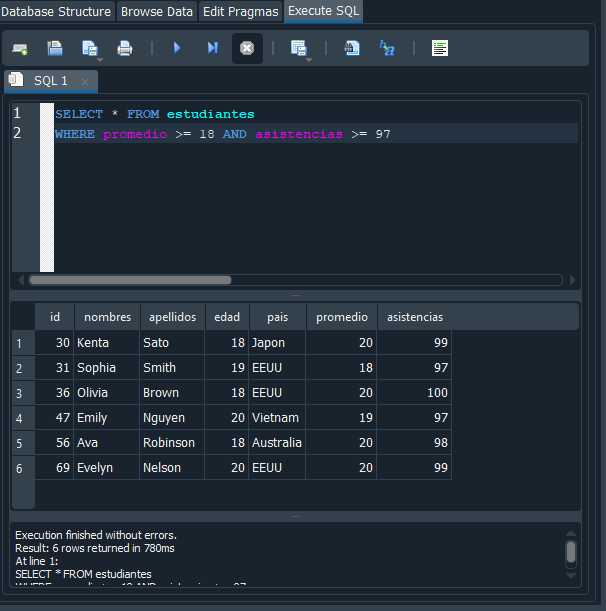 Database Structure Browse Data Edit Pragmas Execute SQL
SQL 1
1 SELECT * FROM estudiantes
2 WHERE promedio >= 18 AND asistencias >= 97
id nombres apellidos edad pais promedio asistencias
1 30 Kenta Sato 18 Japon 20 99
2 31 Sophia Smith 19 EEUU 18 97
3 36 Olivia Brown 18 EEUU 20 100
4 47 Emily Nguyen 20 Vietnam 19 97
5 56 Ava Robinson 18 Australia 20 98
6 69 Evelyn Nelson 20 EEUU 20 99
Execution finished without errors.
Result: 6 rows returned in 780ms
At line 1:
SELECT * FROM estudiantes